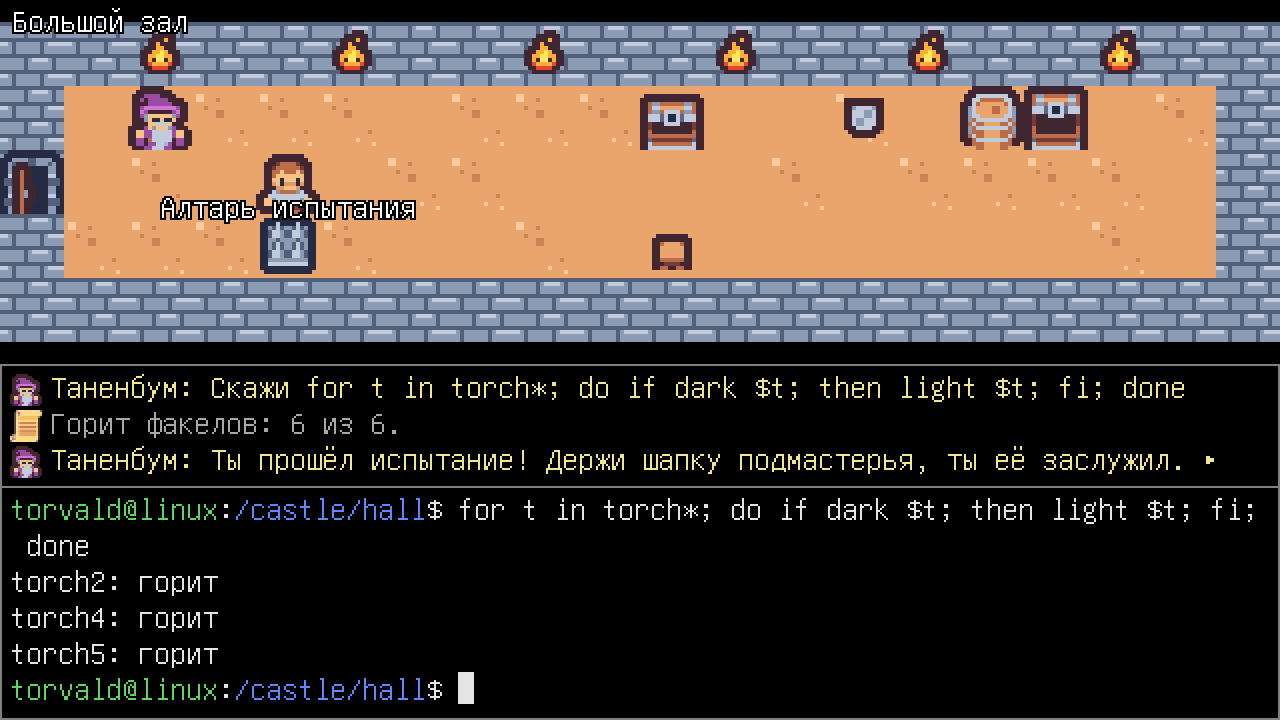 Большой зал
Алтарь испытания
Таненбум: Скажи for t in torch*; do if dark $t; then light $t; fi; done
Горит факелов: 6 из 6.
Таненбум: Ты прошёл испытание! Держи шапку подмастерья, ты её заслужил. ▸
torvald@linux:/castle/hall$ for t in torch*; do if dark $t; then light $t; fi;
done
torch2: горит
torch4: горит
torch5: горит
torvald@linux:/castle/hall$